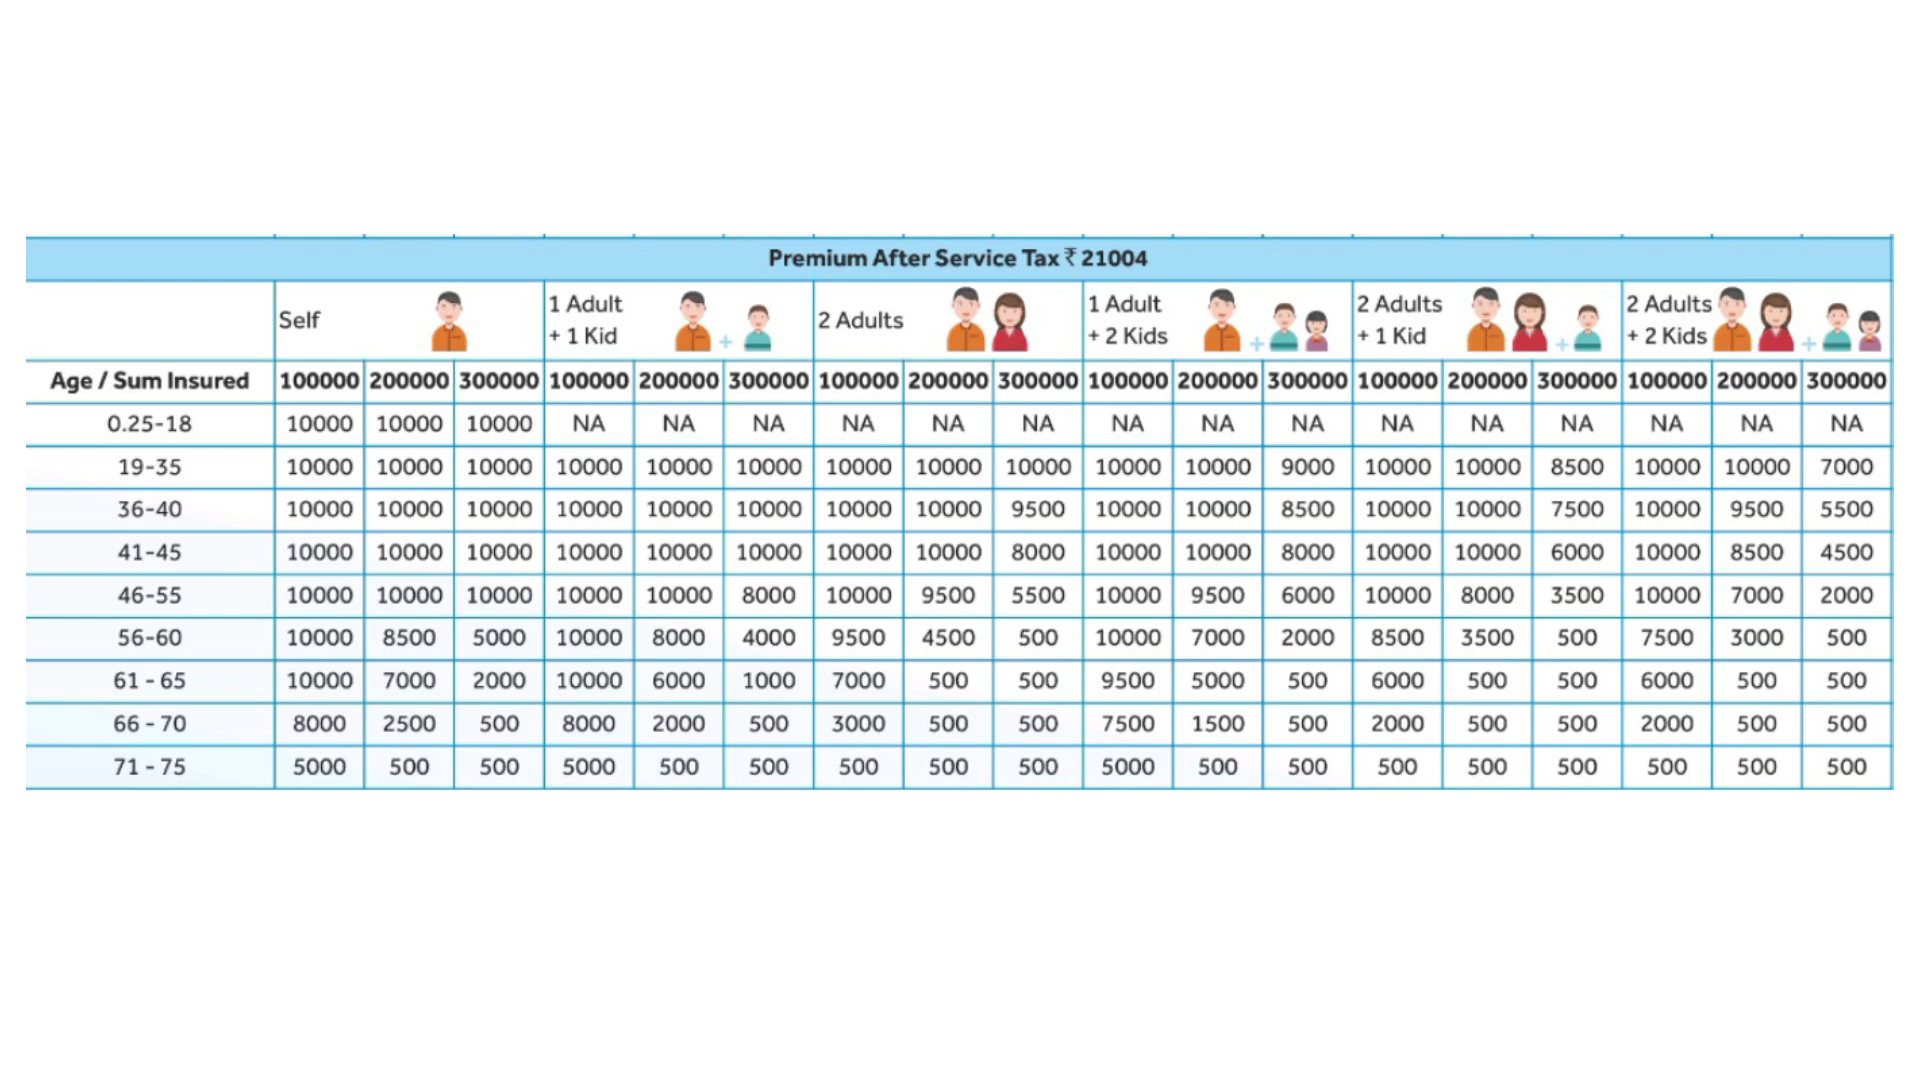 Premium After Service Tax ₹ 21004
Self
1 Adult
+ 1 Kid
2 Adults
1 Adult
+ 2 Kids
2 Adults
+ 1 Kid
2 Adults
+ 2 Kids
Age / Sum Insured 100000 200000 300000 100000 200000 300000 100000 200000 300000 100000 200000 300000 100000 200000 300000 100000 200000 300000
0.25-18 10000 10000 10000 NA NA NA NA NA NA NA NA NA NA NA NA NA NA NA
19-35 10000 10000 10000 10000 10000 10000 10000 10000 10000 10000 10000 9000 10000 10000 8500 10000 10000 7000
36-40 10000 10000 10000 10000 10000 10000 10000 10000 9500 10000 10000 8500 10000 10000 7500 10000 9500 5500
41-45 10000 10000 10000 10000 10000 10000 10000 10000 8000 10000 10000 8000 10000 10000 6000 10000 8500 4500
46-55 10000 10000 10000 10000 10000 8000 10000 9500 5500 10000 9500 6000 10000 8000 3500 10000 7000 2000
56-60 10000 8500 5000 10000 8000 4000 9500 4500 500 10000 7000 2000 8500 3500 500 7500 3000 500
61 - 65 10000 7000 2000 10000 6000 1000 7000 500 500 9500 5000 500 6000 500 500 6000 500 500
66 - 70 8000 2500 500 8000 2000 500 3000 500 500 7500 1500 500 2000 500 500 2000 500 500
71 - 75 5000 500 500 5000 500 500 500 500 500 5000 500 500 500 500 500 500 500 500